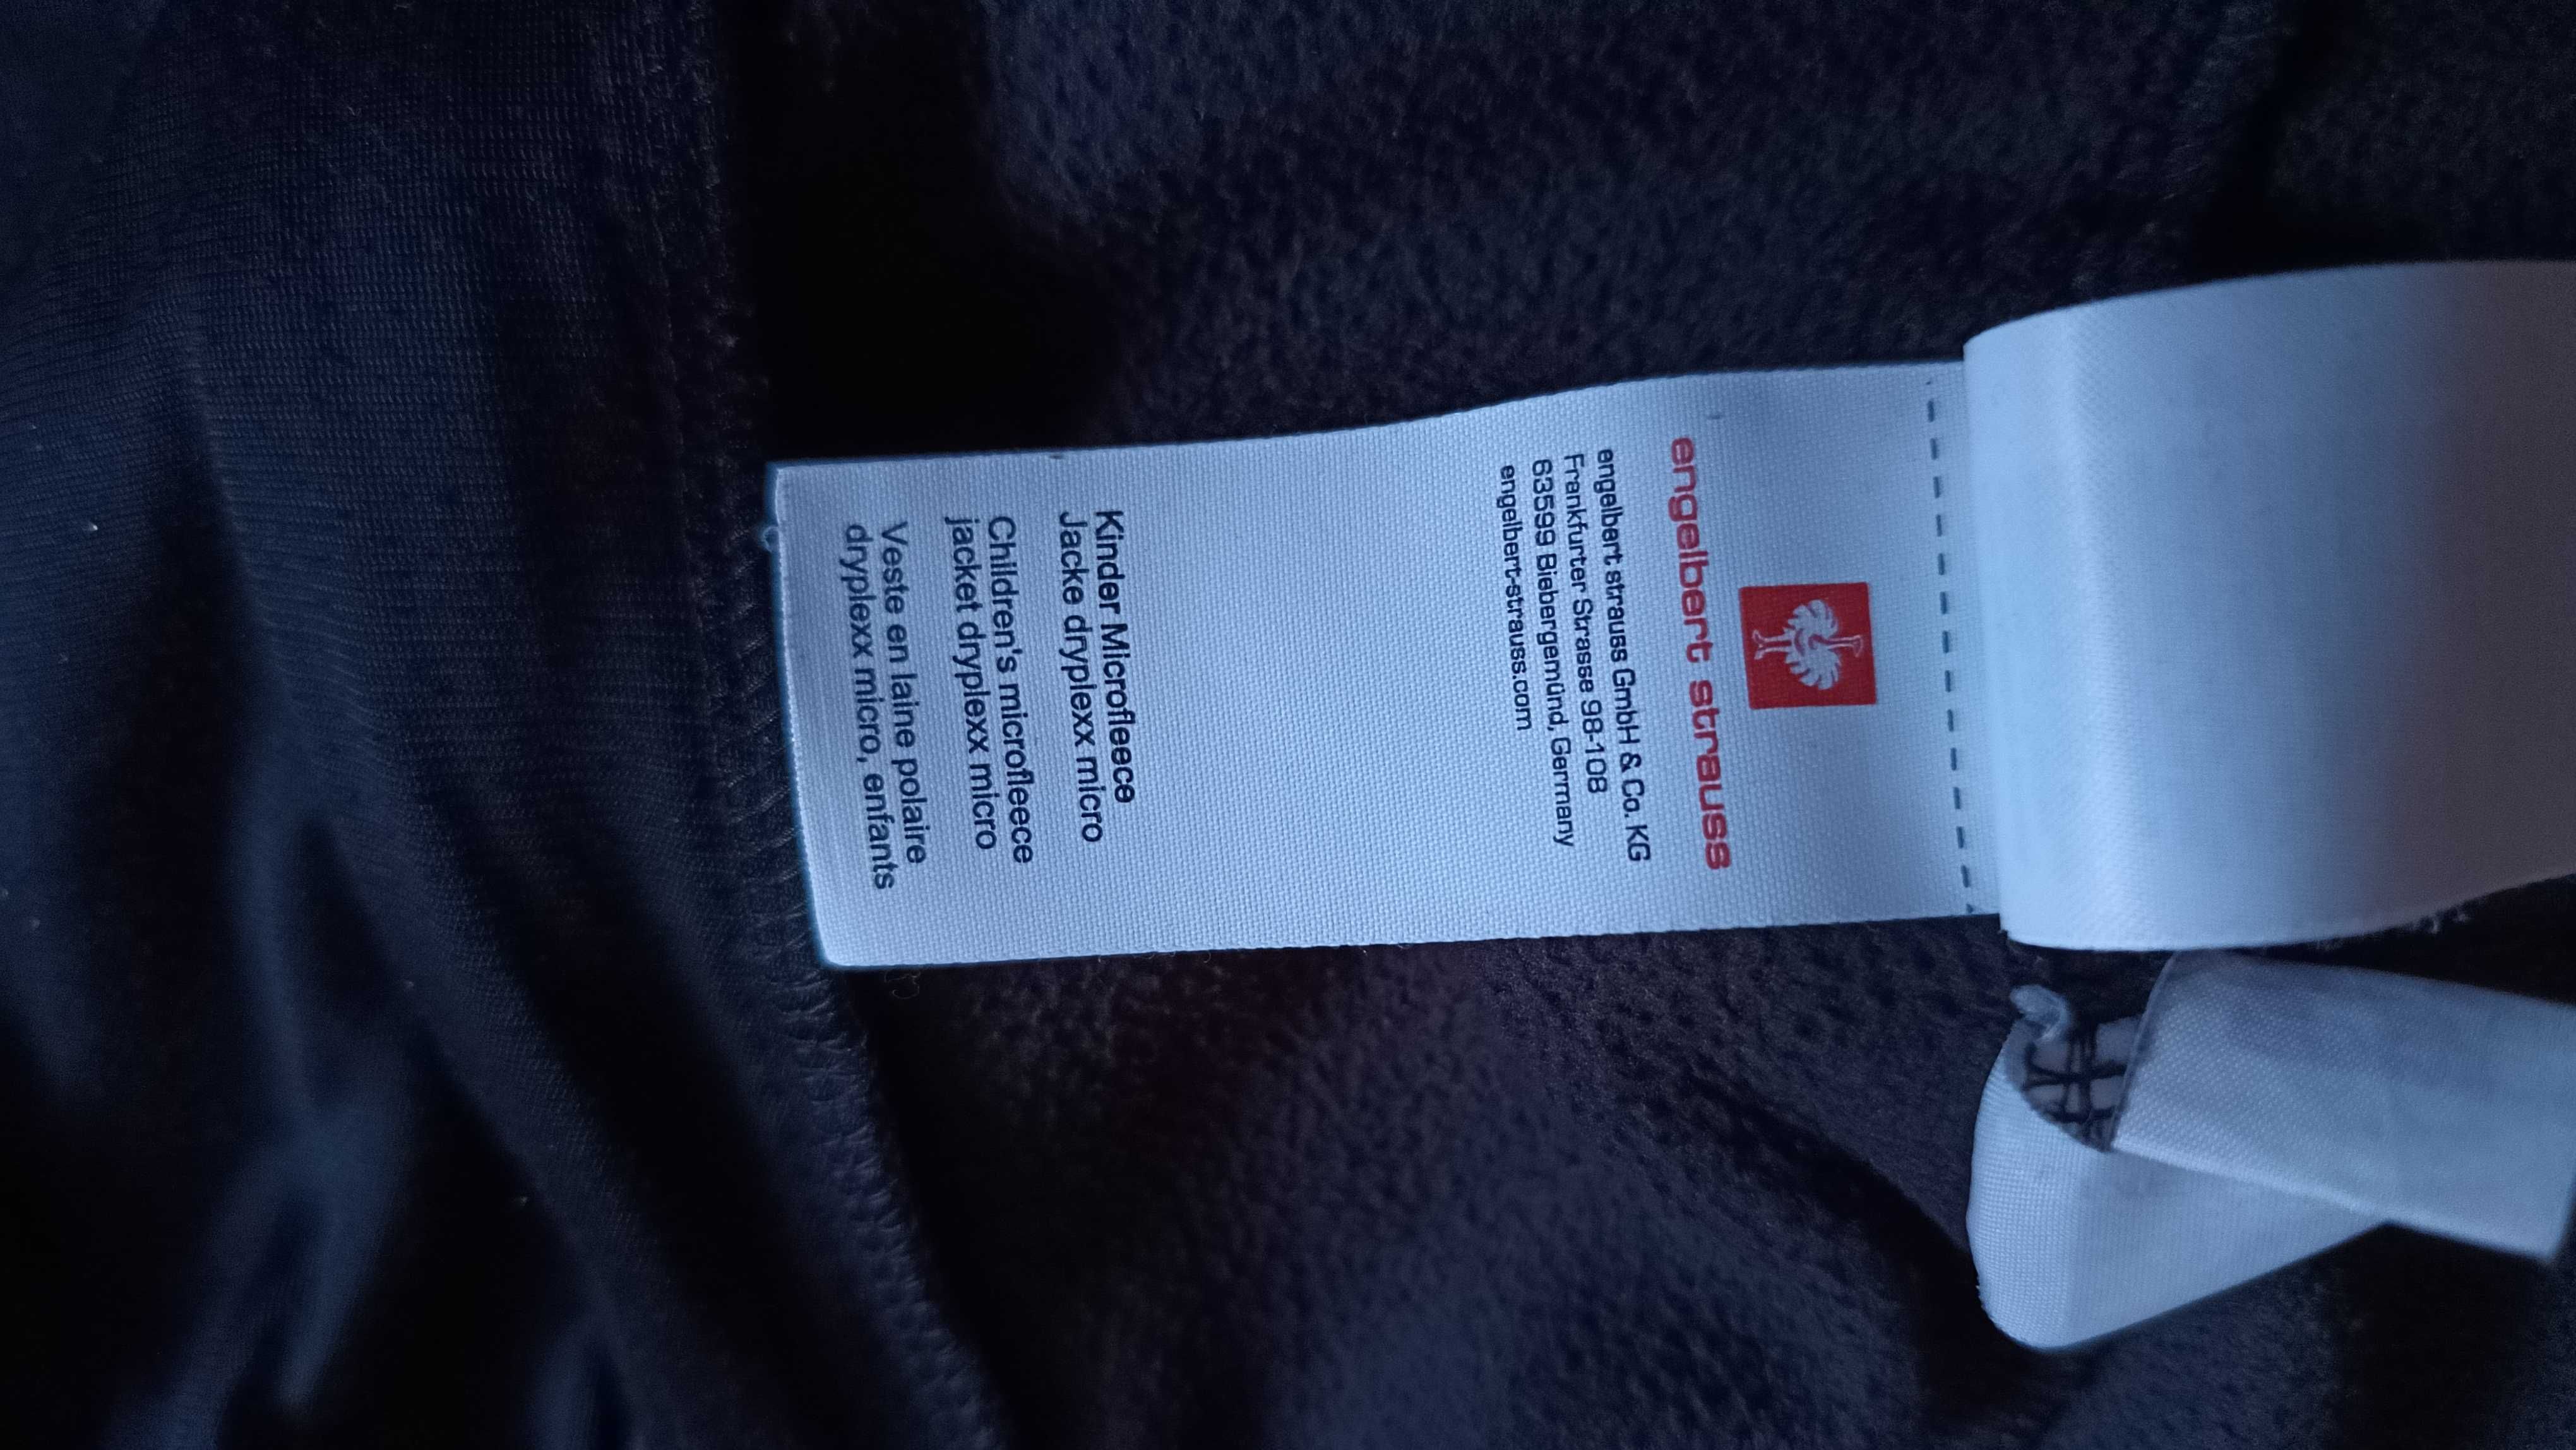 engelbert strauss
engelbert strauss GmbH & Co. KG
Frankfurter Strasse 98-108
63599 Biebergemünd, Germany
engelbert-strauss.com
Kinder Microfleece
Jacke dryplexx micro
Children's microfleece
jacket dryplexx micro
Veste en laine polaire
dryplexx micro, enfants